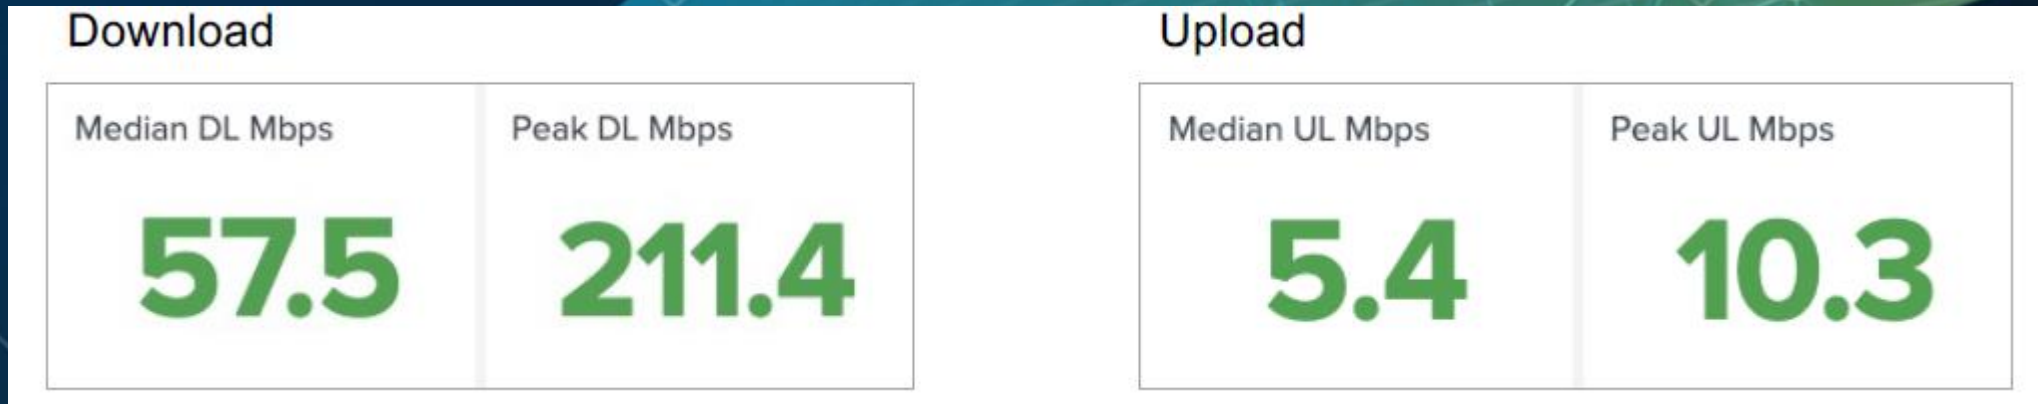 Download
Median DL Mbps
57.5
Peak DL Mbps
211.4
Upload
Median UL Mbps
5.4
Peak UL Mbps
10.3